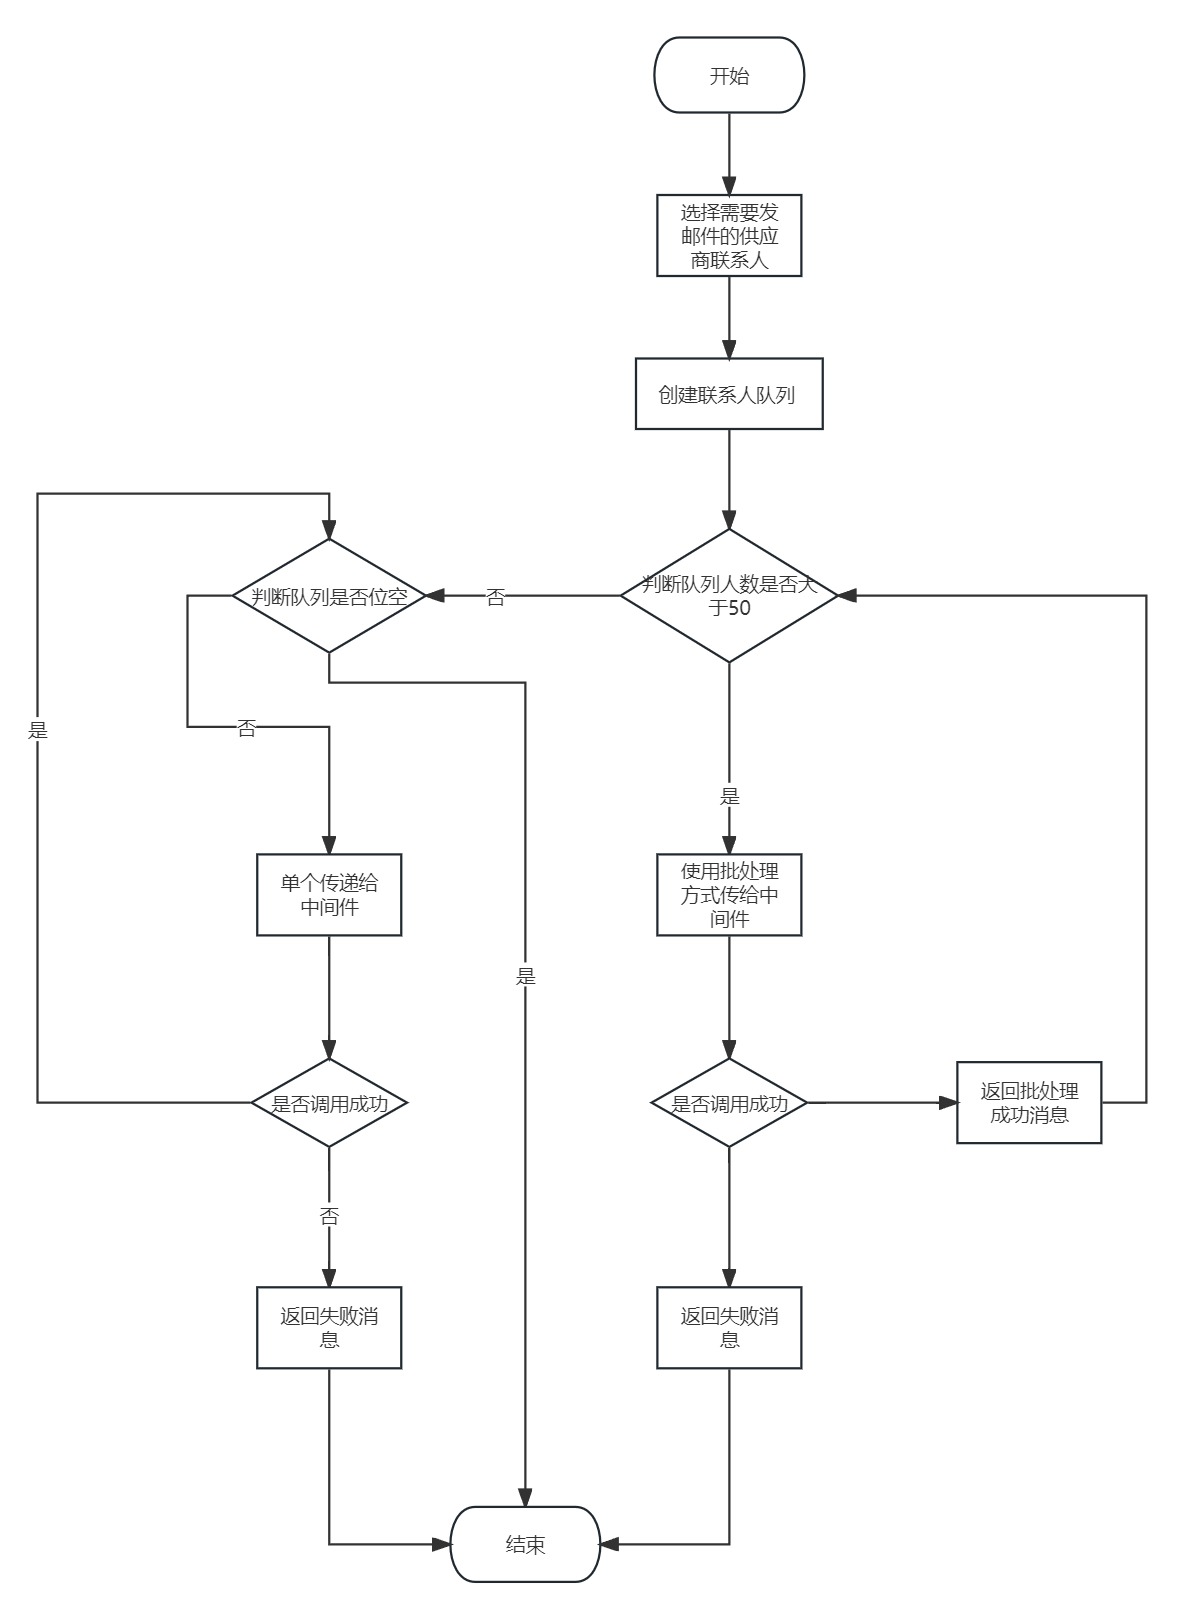 开始
选择需要发
邮件的供应
商联系人
创建联系人队列
判断队列是否位空
否
判断队列人数是否大
于50
是
否
是
单个传递给
中间件
使用批处理
方式传给中
间件
是
是否调用成功
是否调用成功
返回批处理
成功消息
否
返回失败消
息
返回失败消
息
结束